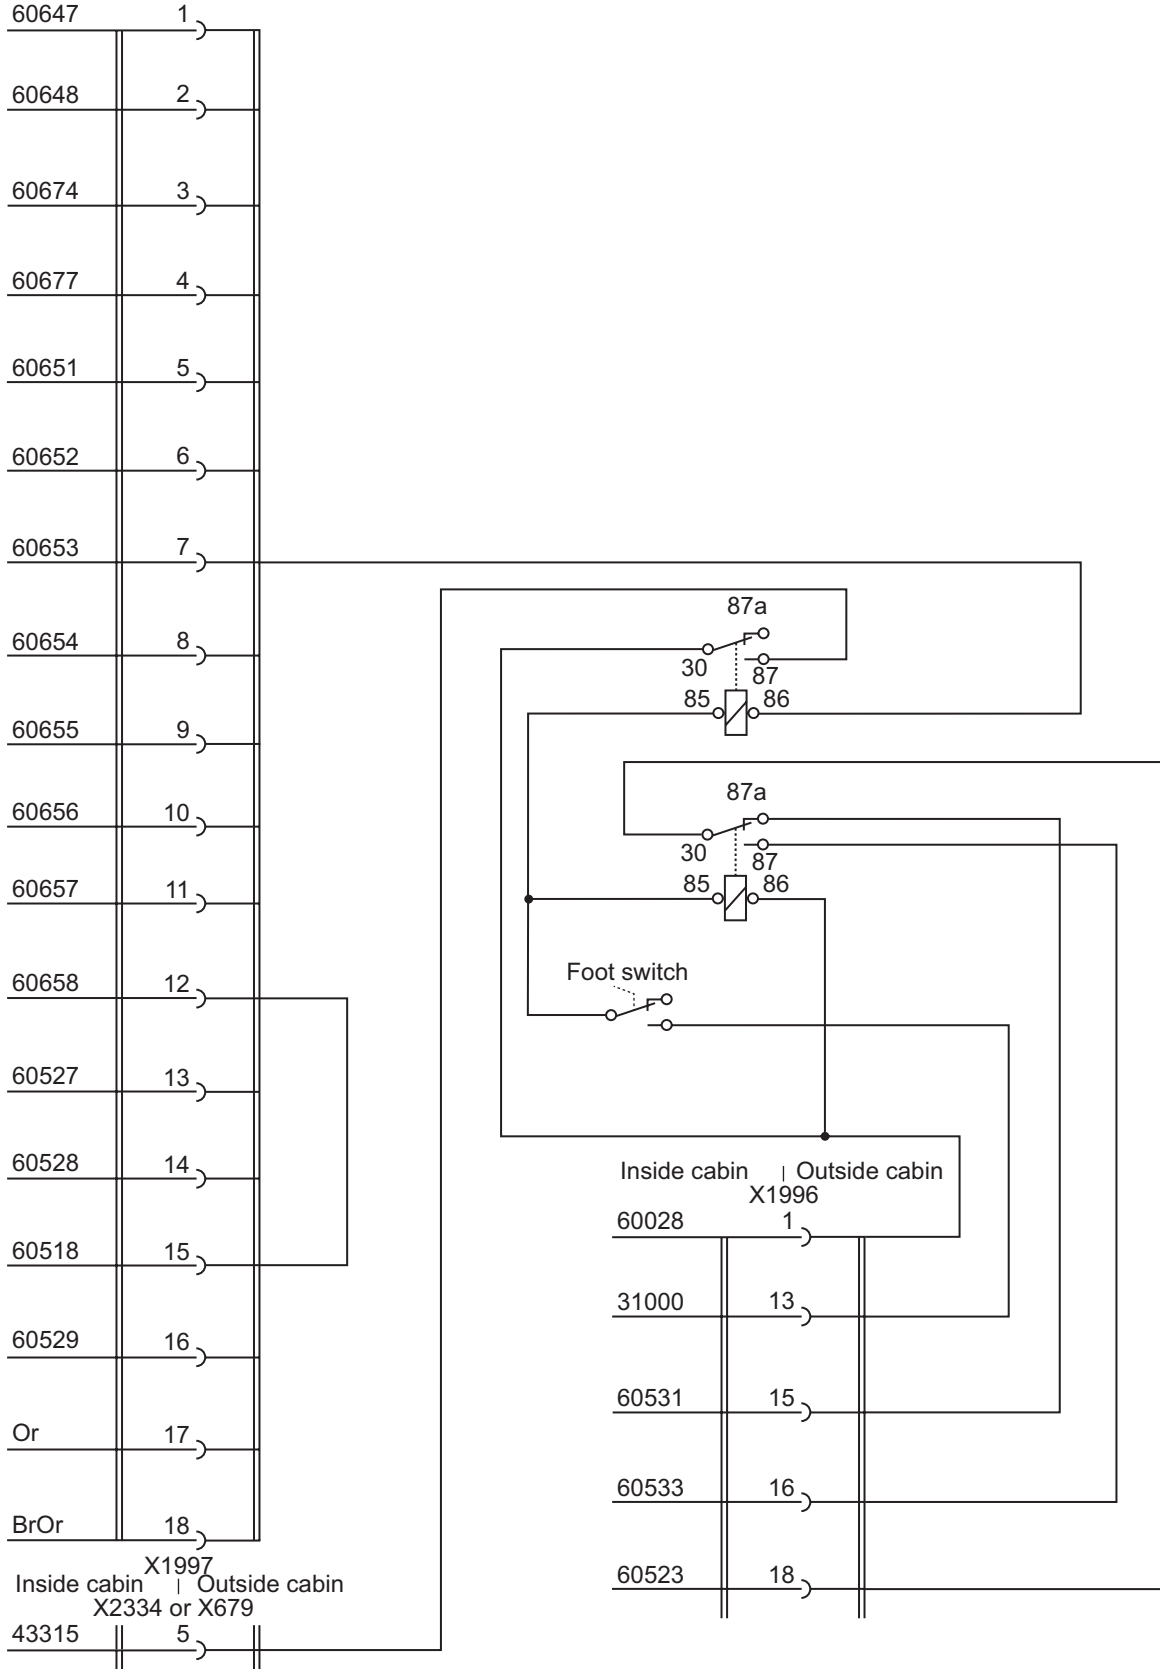 60647 1
60648 2
60674 3
60677 4
60651 5
60652 6
60653 7
60654 8
60655 9
60656 10
60657 11
60658 12
60527 13
60528 14
60518 15
60529 16
Or 17
BrOr 18
X1997
Inside cabin | Outside cabin
X2334 or X679
43315 5
87a
30
87
85 86
87a
30
87
85 86
Foot switch
Inside cabin | Outside cabin
X1996
60028 1
31000 13
60531 15
60533 16
60523 18